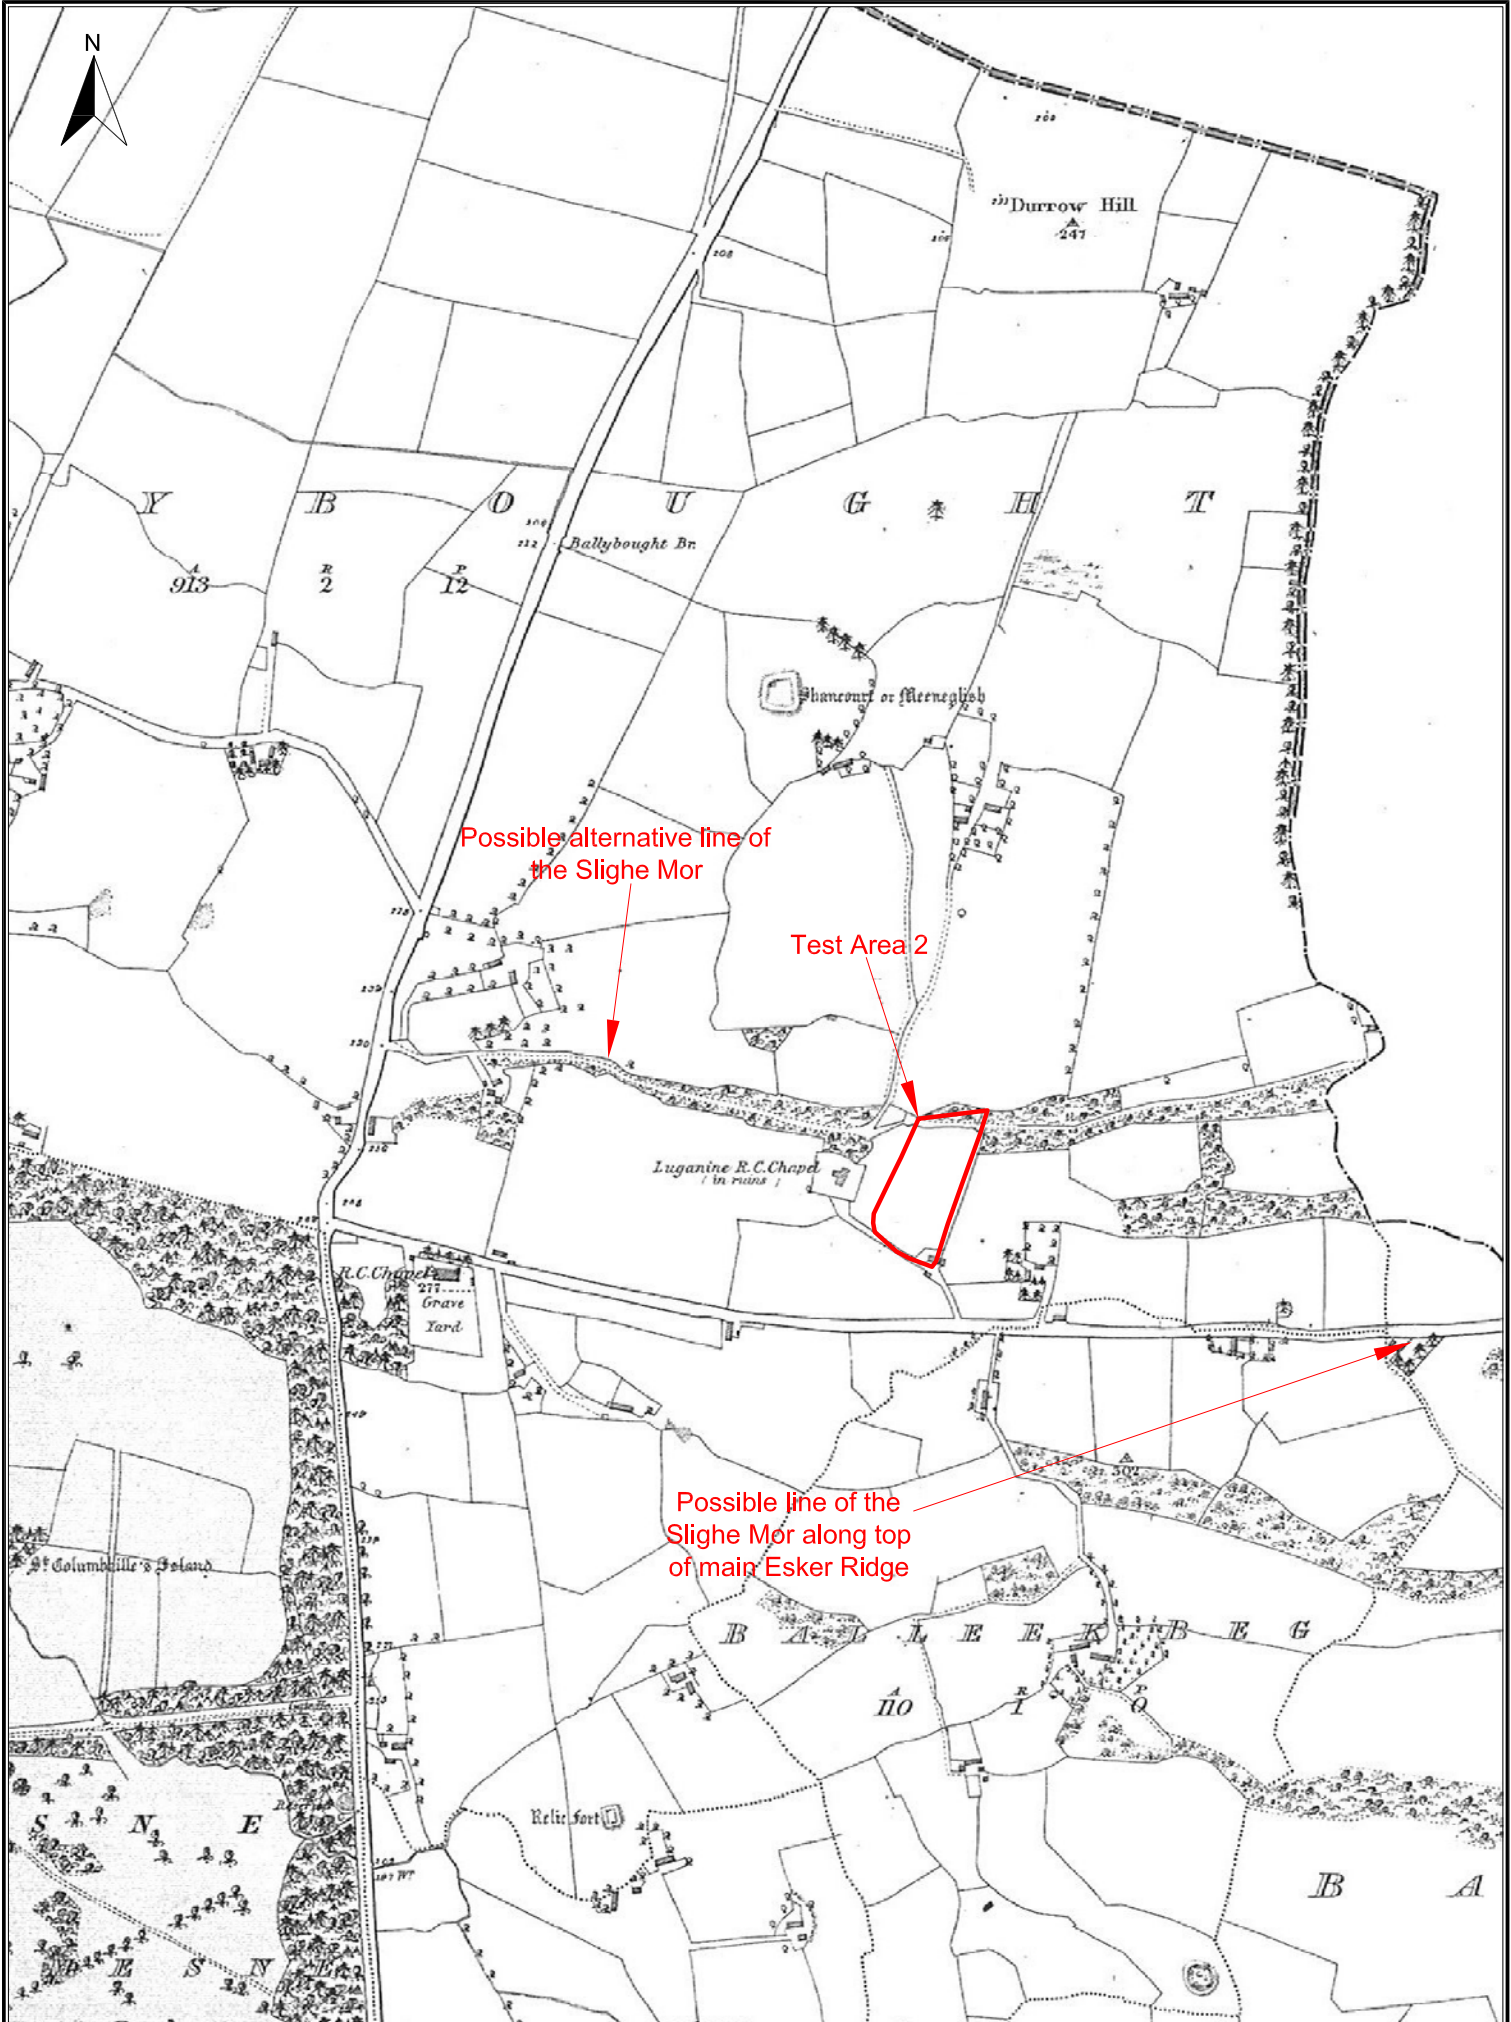 N
209
Durrow Hill
247
208
Y B O U G H T
Ballybought Br.
212
A R P
913 2 12
Shancourt or Meeneglish
Possible alternative line of
the Slighe Mor
Test Area 2
Luganine R.C. Chapel
( in ruins )
R.C. Chapel
277
Grave
Yard
302
Possible line of the
Slighe Mor along top
of main Esker Ridge
St. Columbkille's Island
B A L L E E K B E G
A R P
110 1 0
Relic Fort
S N E
B A
M E S N E